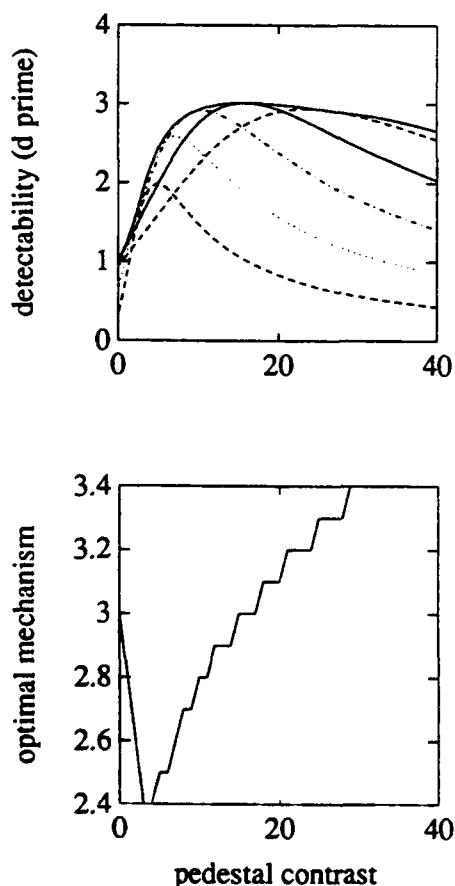 detectability (d prime)
4
3
2
1
0
0 20 40
optimal mechanism
3.4
3.2
3
2.8
2.6
2.4
0 20 40
pedestal contrast